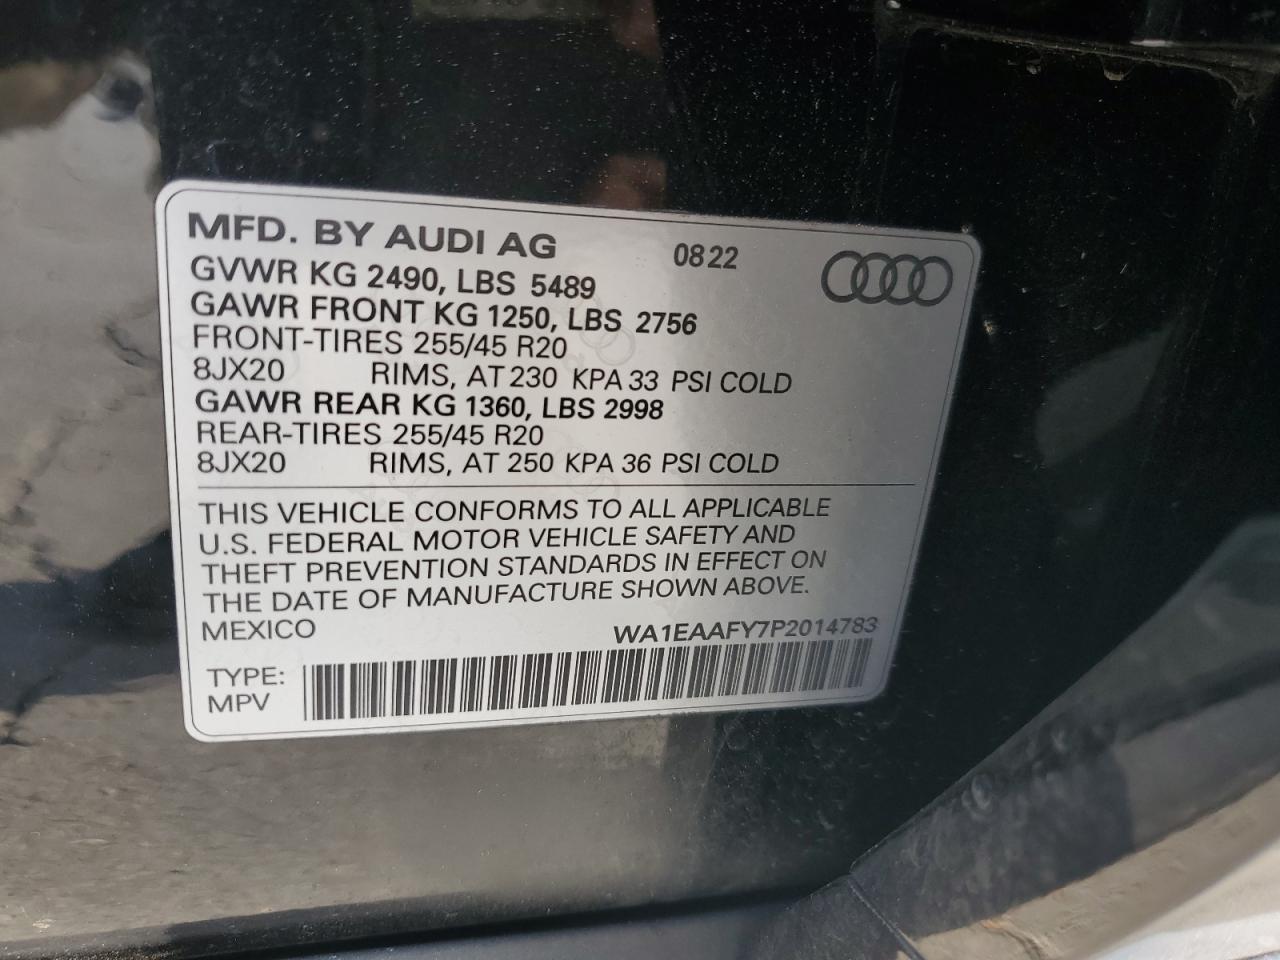 MFD. BY AUDI AG 0822
GVWR KG 2490, LBS 5489
GAWR FRONT KG 1250, LBS 2756
FRONT-TIRES 255/45 R20
8JX20 RIMS, AT 230 KPA 33 PSI COLD
GAWR REAR KG 1360, LBS 2998
REAR-TIRES 255/45 R20
8JX20 RIMS, AT 250 KPA 36 PSI COLD
THIS VEHICLE CONFORMS TO ALL APPLICABLE
U.S. FEDERAL MOTOR VEHICLE SAFETY AND
THEFT PREVENTION STANDARDS IN EFFECT ON
THE DATE OF MANUFACTURE SHOWN ABOVE.
MEXICO WA1EAAFY7P2014783
TYPE:
MPV